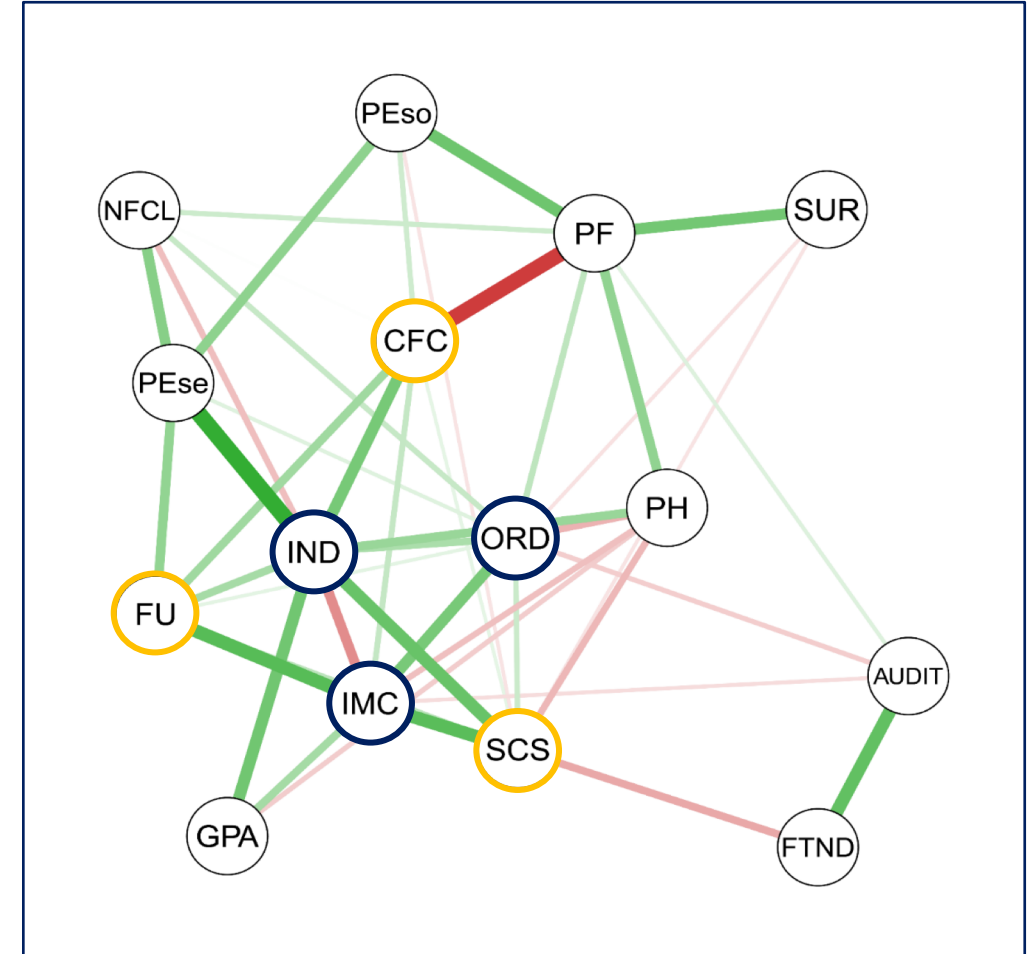 PEso
NFCL
SUR
PF
CFC
PEse
PH
ORD
IND
FU
AUDIT
IMC
SCS
GPA
FTND